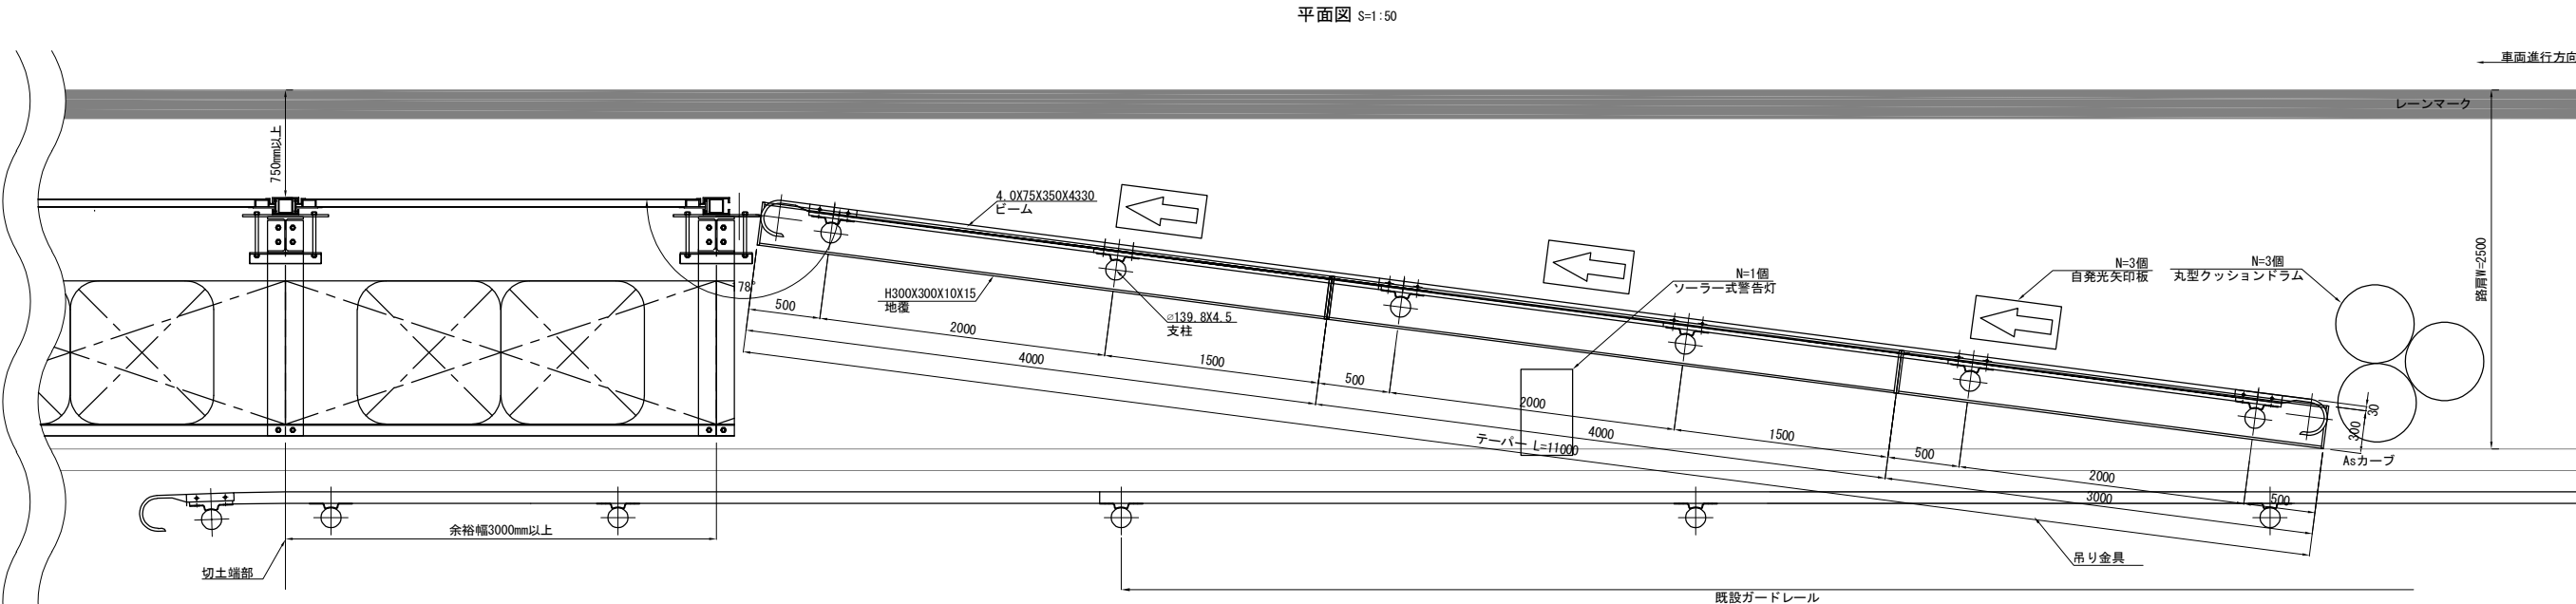 平面図 S=1:50
車両進行方向
レーンマーク
750mm以上
4.0X75X350X4330
ビーム
N=1個
ソーラー式警告灯
N=3個
自発光矢印板
N=3個
丸型クッションドラム
路肩W=2500
78°
H300X300X10X15
地覆
∅139.8X4.5
支柱
500
2000
1500
500
2000
1500
500
2000
500
4000
4000
3000
テーパー L=11000
30
300
Asカーブ
余裕幅3000mm以上
切土端部
吊り金具
既設ガードレール